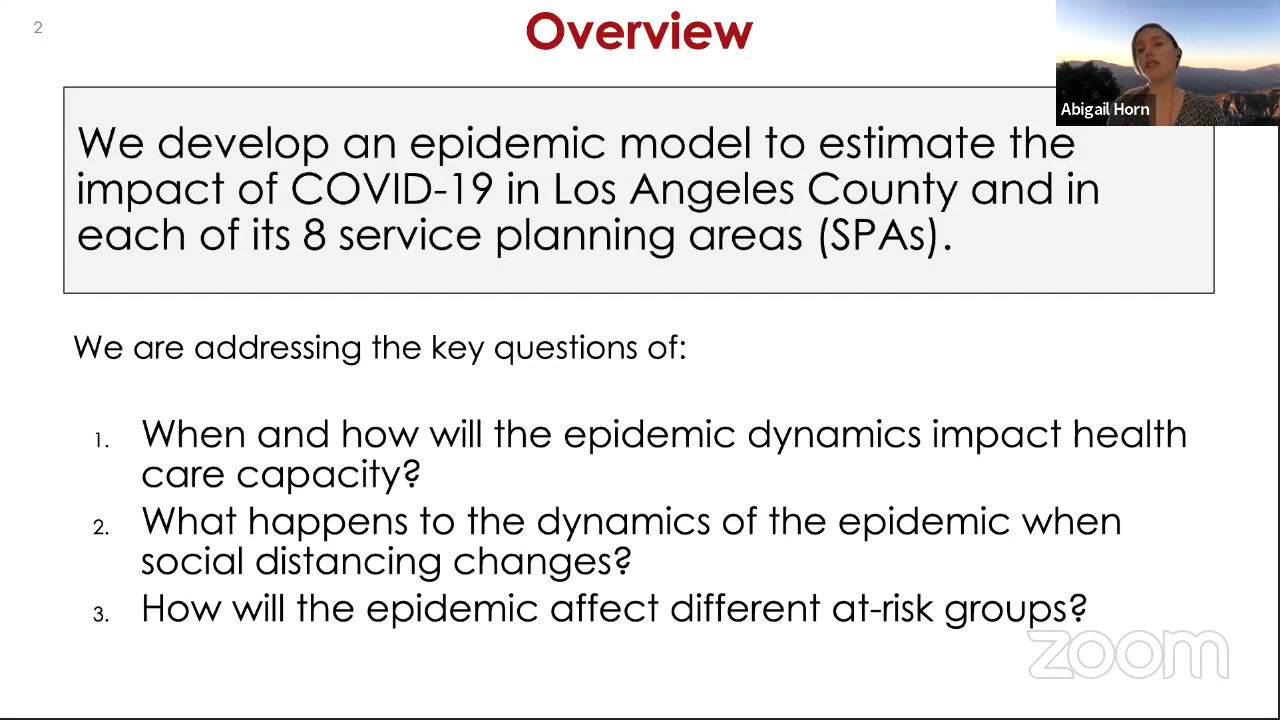 2
Overview
Abigail Horn
We develop an epidemic model to estimate the
impact of COVID-19 in Los Angeles County and in
each of its 8 service planning areas (SPAs).
We are addressing the key questions of:
1. When and how will the epidemic dynamics impact health
care capacity?
2. What happens to the dynamics of the epidemic when
social distancing changes?
3. How will the epidemic affect different at-risk groups?
zoom